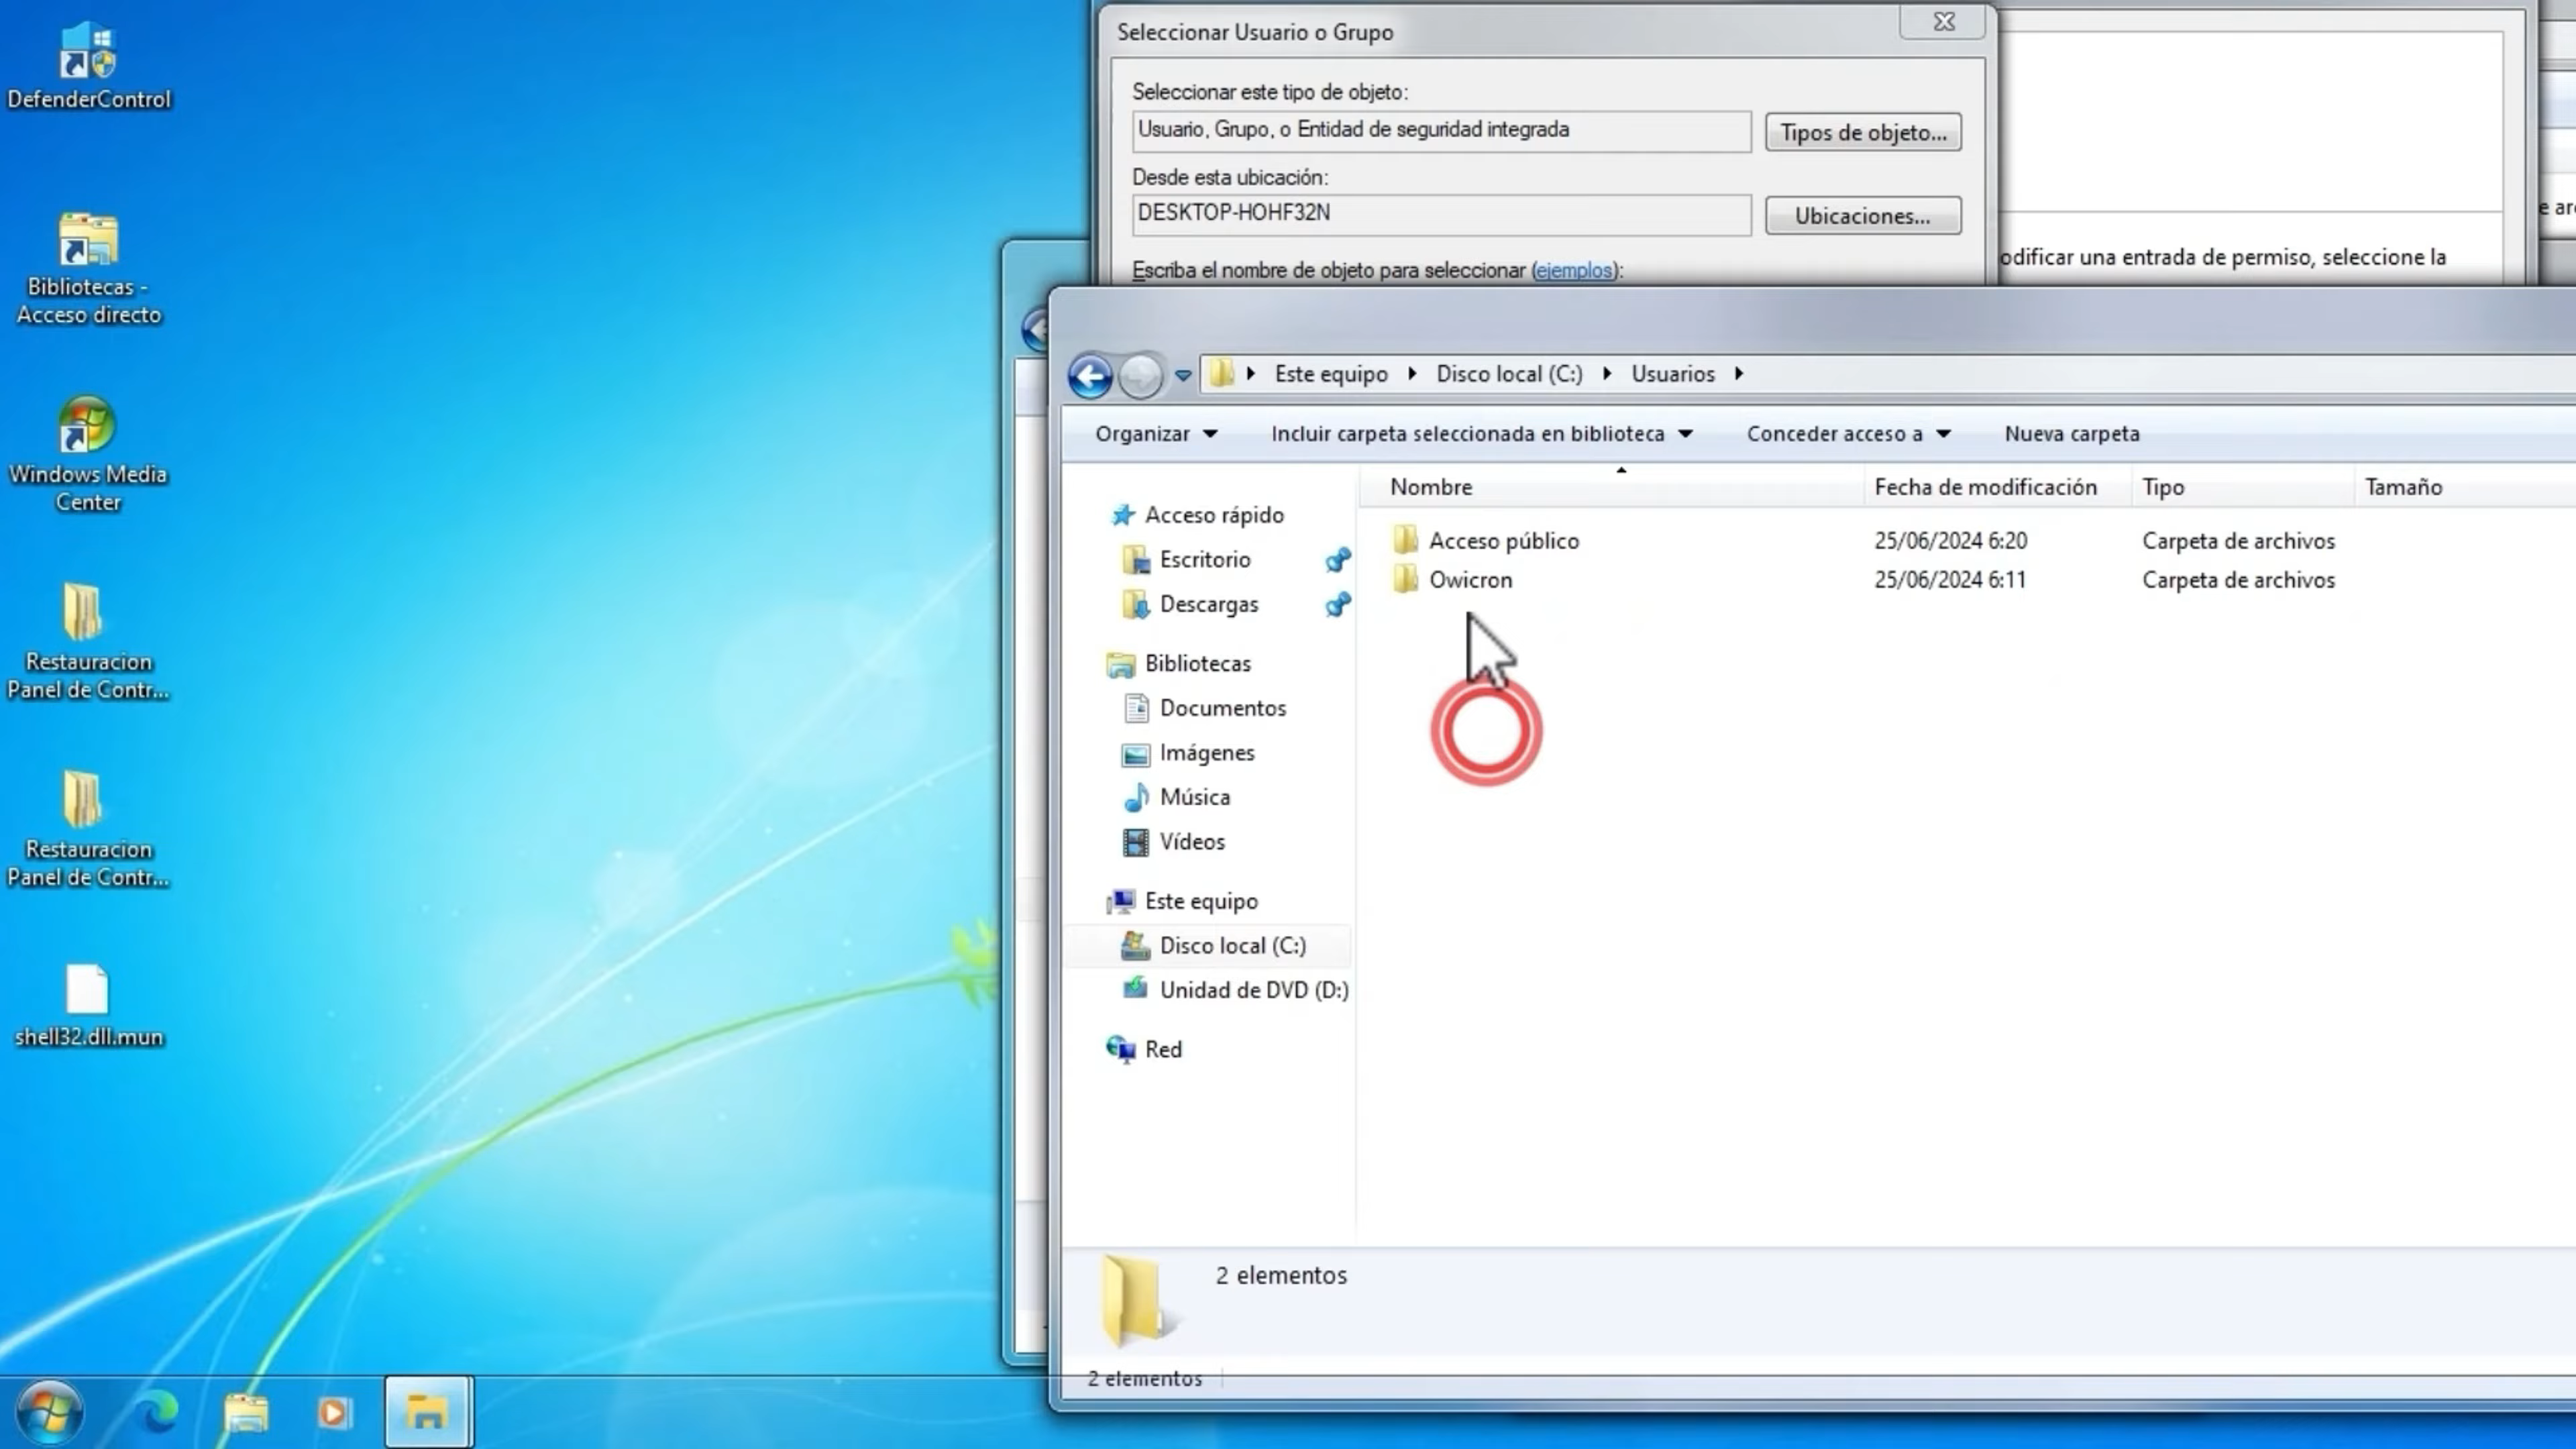 DefenderControl
Bibliotecas -
Acceso directo
Windows Media
Center
Restauracion
Panel de Contr...
Restauracion
Panel de Contr...
shell32.dll.mun
Seleccionar Usuario o Grupo
Seleccionar este tipo de objeto:
Usuario, Grupo, o Entidad de seguridad integrada
Tipos de objeto...
Desde esta ubicación:
DESKTOP-HOHF32N
Ubicaciones...
Escriba el nombre de objeto para seleccionar (ejemplos):
odificar una entrada de permiso, seleccione la
Este equipo
Disco local (C:)
Usuarios
Organizar
Incluir carpeta seleccionada en biblioteca
Conceder acceso a
Nueva carpeta
Nombre
Fecha de modificación
Tipo
Tamaño
Acceso público
25/06/2024 6:20
Carpeta de archivos
Owicron
25/06/2024 6:11
Carpeta de archivos
Acceso rápido
Escritorio
Descargas
Bibliotecas
Documentos
Imágenes
Música
Vídeos
Este equipo
Disco local (C:)
Unidad de DVD (D:)
Red
2 elementos
2 elementos